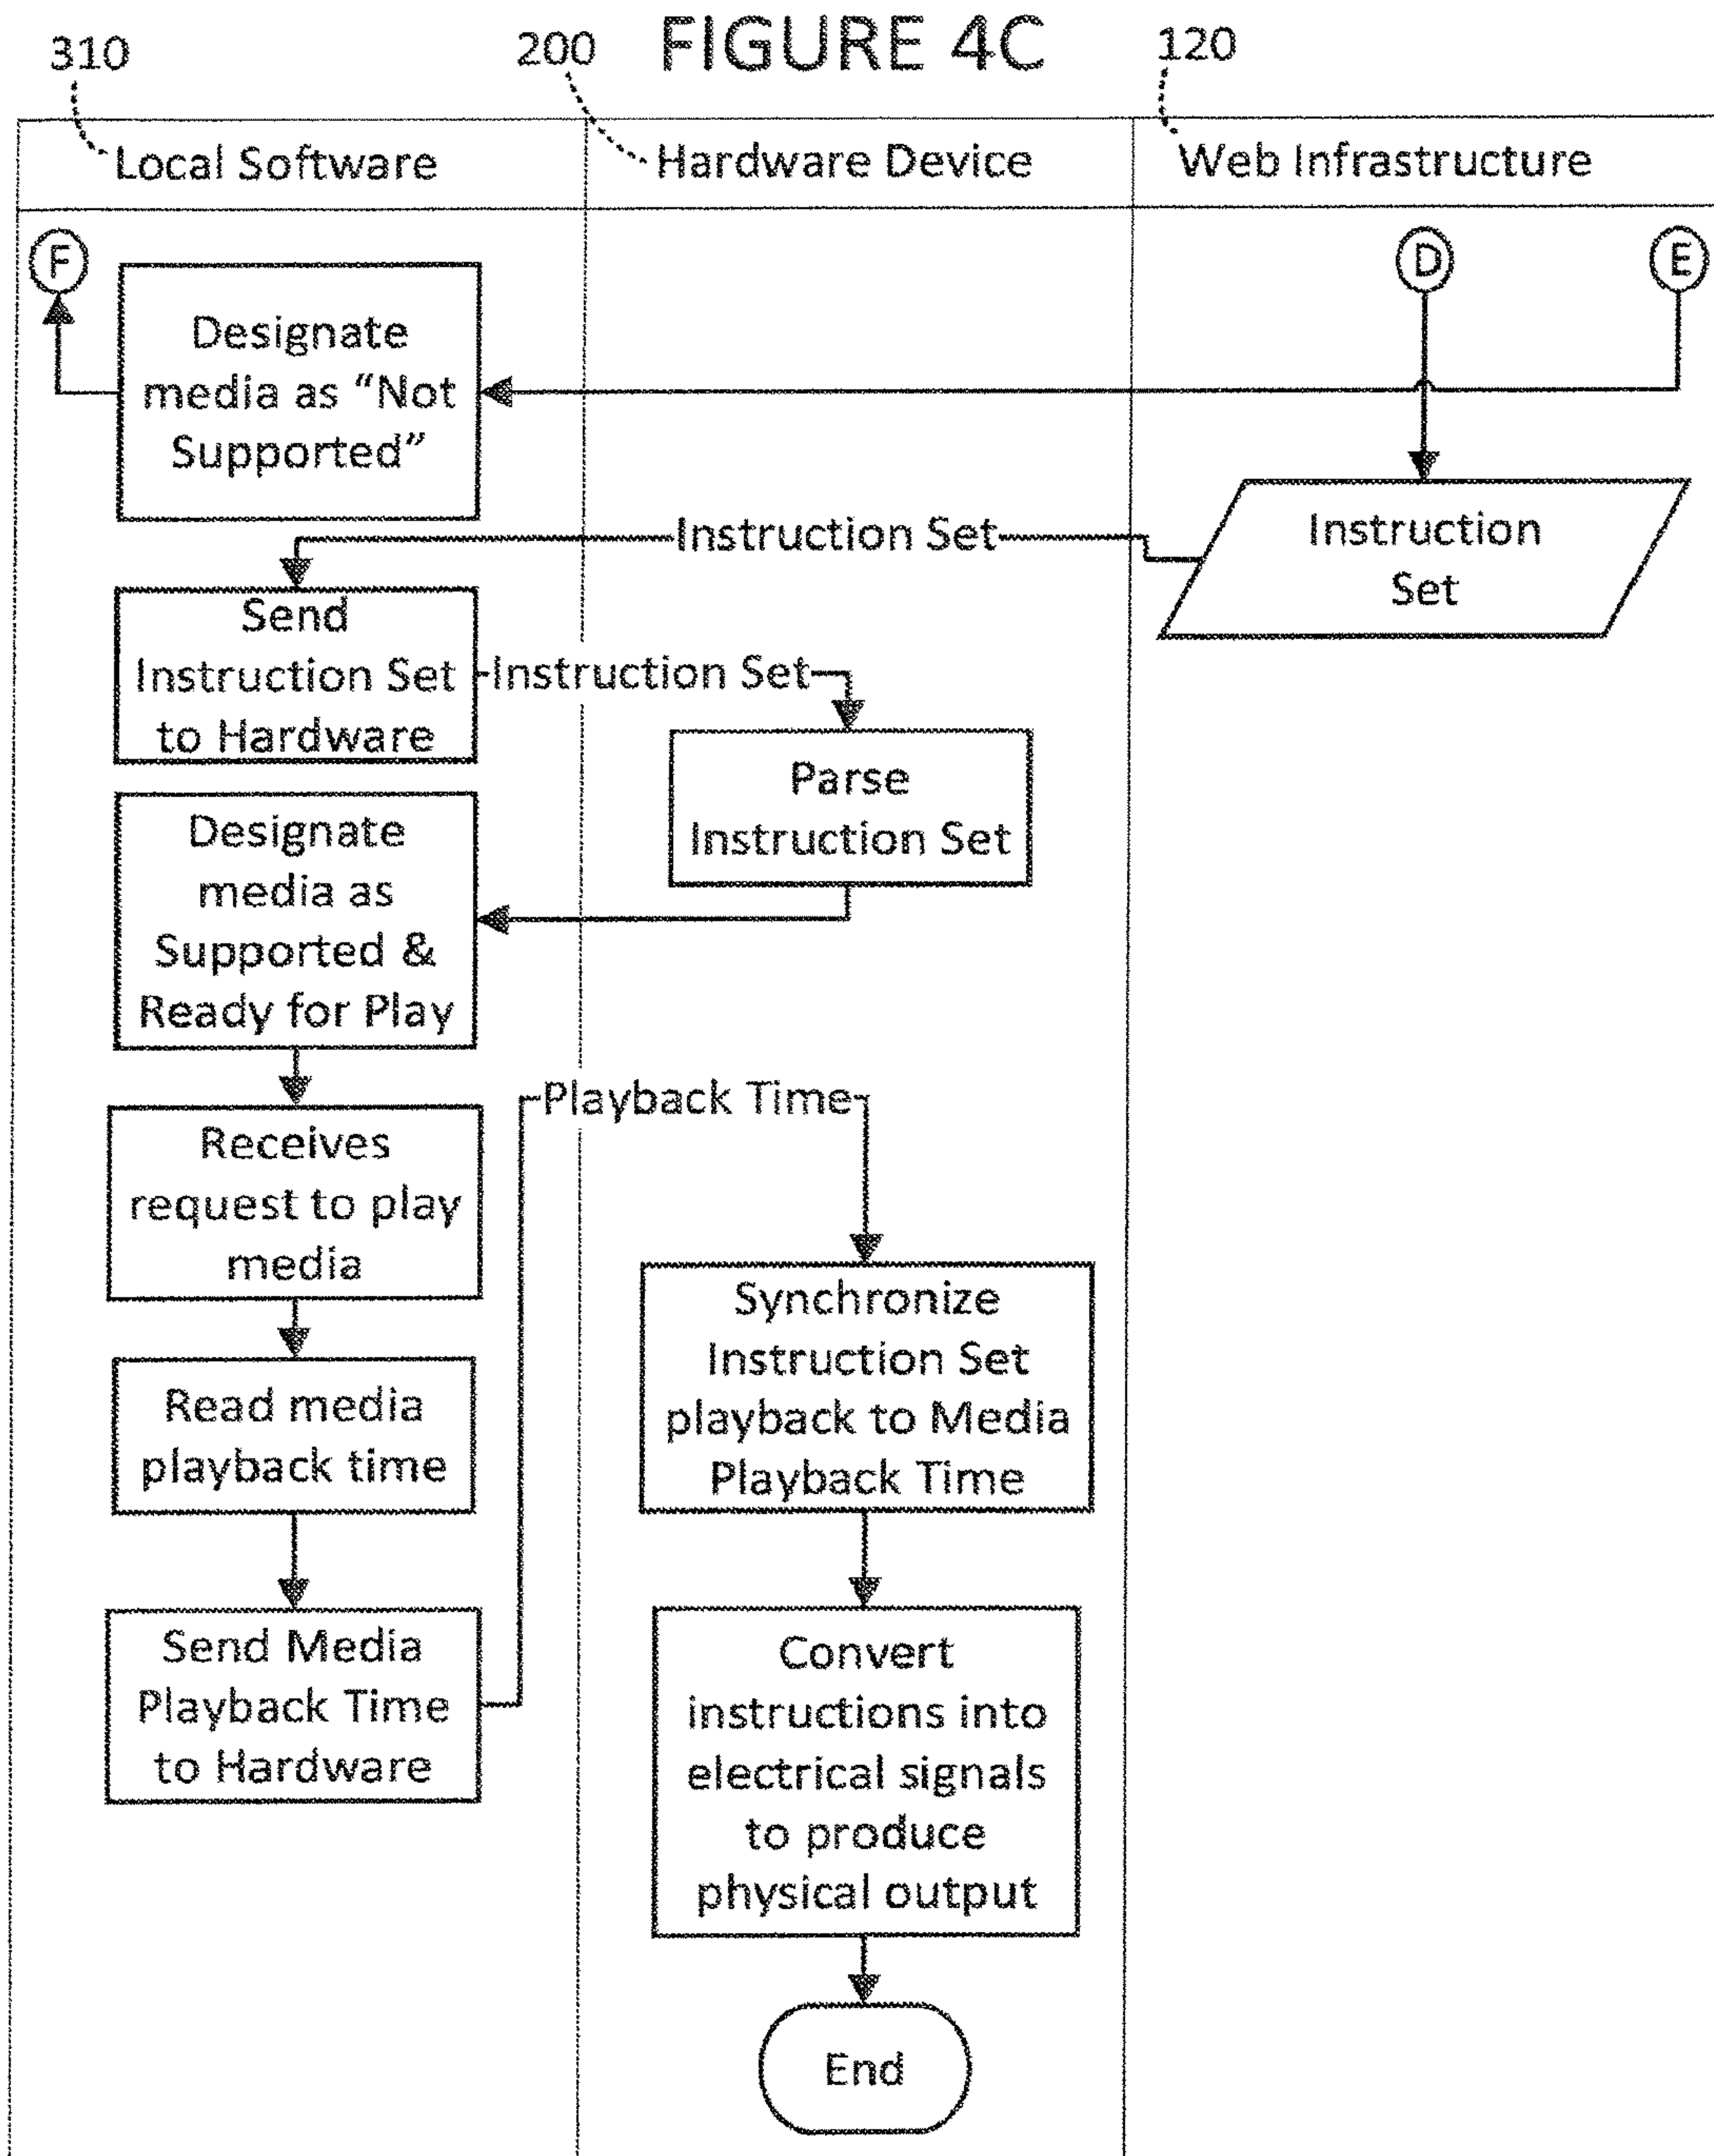 FIGURE 4C
310
200
120
Local Software
Hardware Device
Web Infrastructure
F
D
E
Designate
media as “Not
Supported”
Instruction
Set
Instruction Set
Send
Instruction Set
to Hardware
Instruction Set
Parse
Instruction Set
Designate
media as
Supported &
Ready for Play
Receives
request to play
media
Read media
playback time
Send Media
Playback Time
to Hardware
Playback Time
Synchronize
Instruction Set
playback to Media
Playback Time
Convert
instructions into
electrical signals
to produce
physical output
End